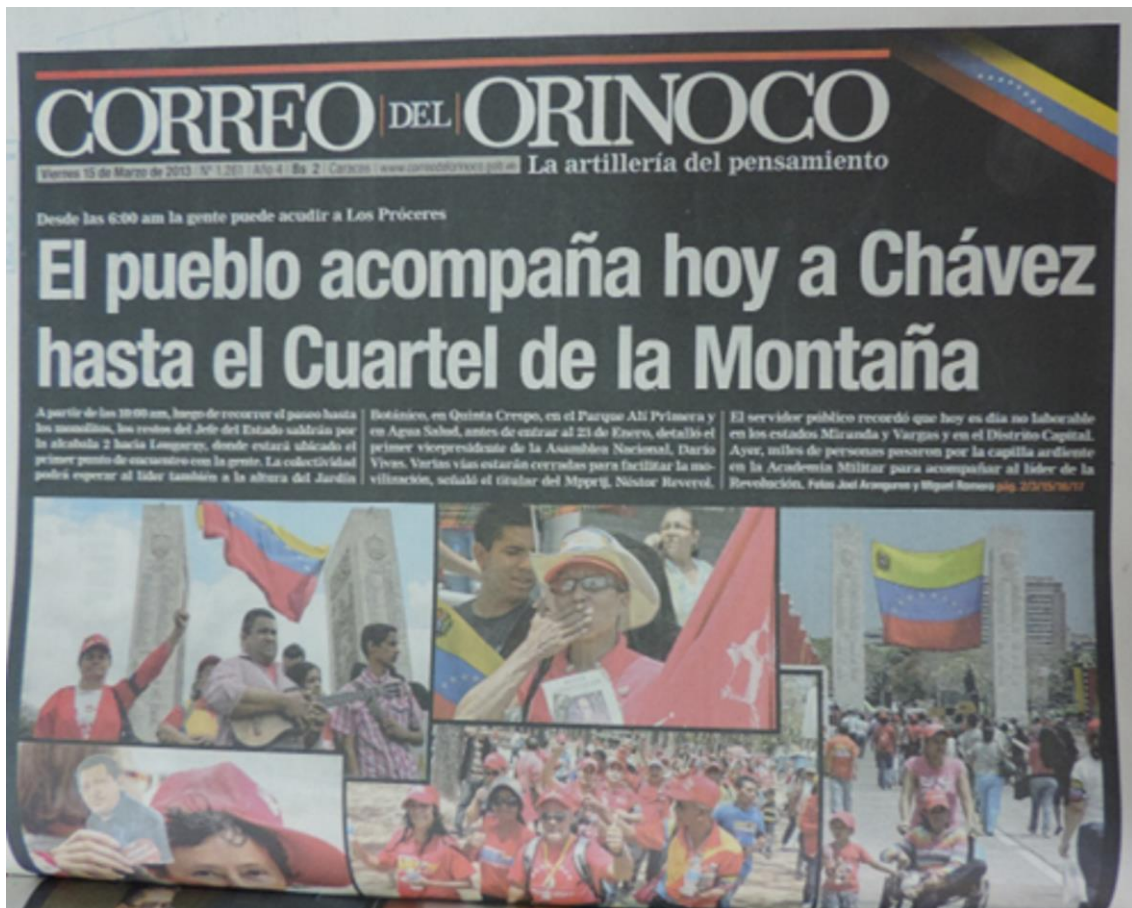 CORREO DEL ORINOCO
Viernes 15 de Marzo de 2013 | Nº 1.261 | Año 4 | Bs 2 | Caracas | www.correodelorinoco.gob.ve
La artillería del pensamiento
Desde las 6:00 am la gente puede acudir a Los Próceres
El pueblo acompaña hoy a Chávez
hasta el Cuartel de la Montaña
A partir de las 10:00 am, luego de recorrer el paseo hasta
los monolitos, los restos del Jefe del Estado saldrán por
la alcabala 2 hacia Longaray, donde estará ubicado el
primer punto de encuentro con la gente. La colectividad
podrá esperar al líder también a la altura del Jardín
Botánico, en Quinta Crespo, en el Parque Alí Primera y
en Agua Salud, antes de entrar al 23 de Enero, detalló el
primer vicepresidente de la Asamblea Nacional, Darío
Vivas. Varias vías estarán cerradas para facilitar la mo-
vilización, señaló el titular del Mpprij, Néstor Reverol.
El servidor público recordó que hoy es día no laborable
en los estados Miranda y Vargas y en el Distrito Capital.
Ayer, miles de personas pasaron por la capilla ardiente
en la Academia Militar para acompañar al líder de la
Revolución. Fotos Joel Aranguren y Miguel Romero pág. 2/3/15/16/17